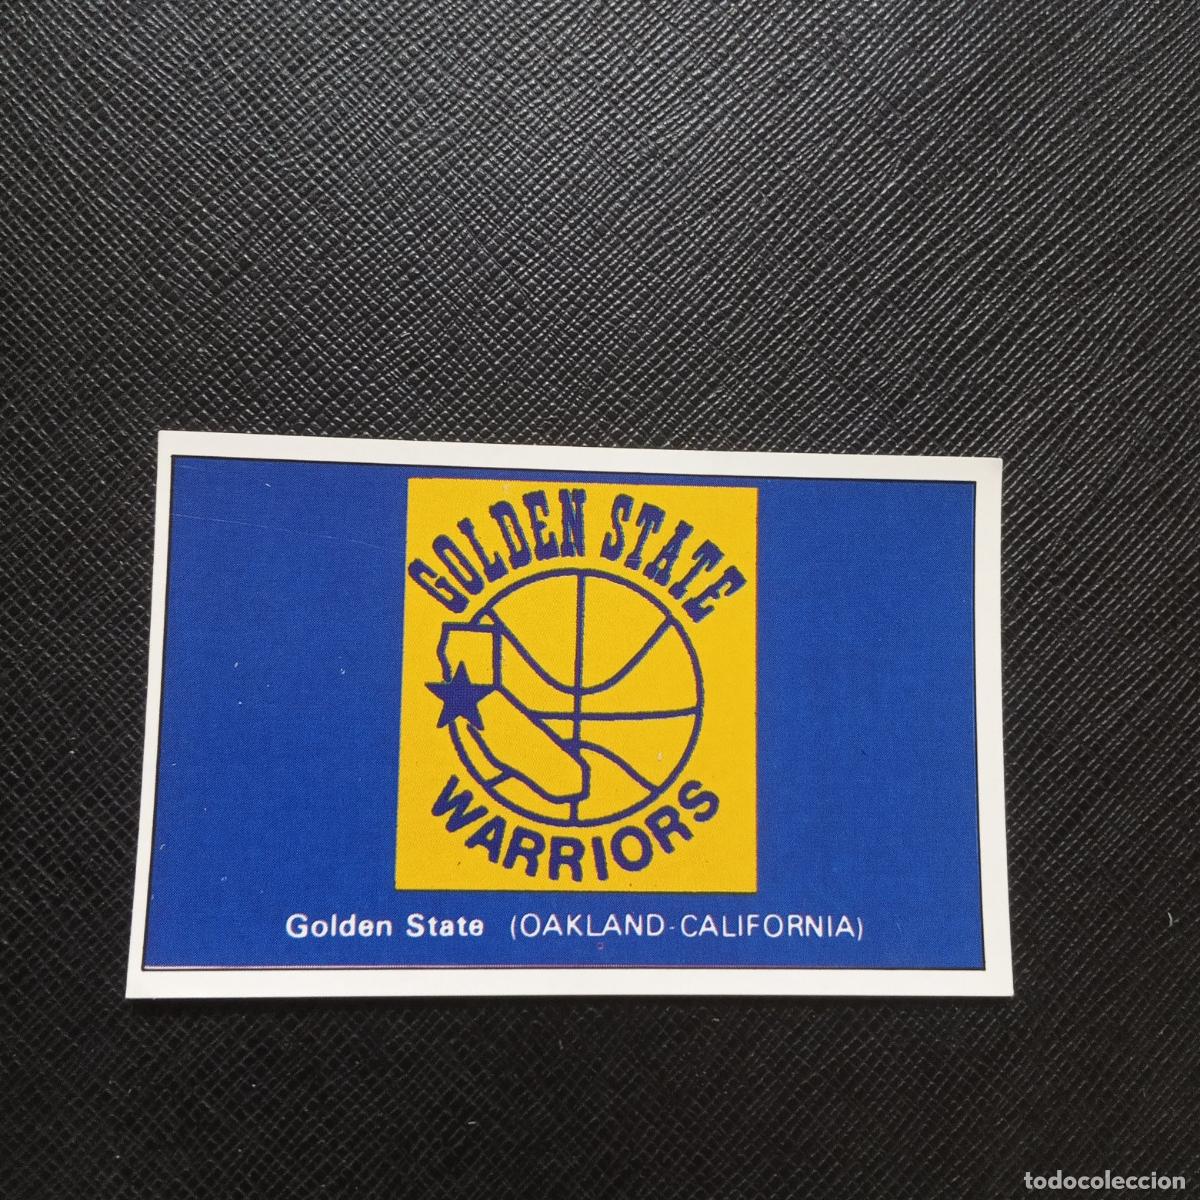 GOLDEN STATE
WARRIORS
Golden State (OAKLAND-CALIFORNIA)
todocoleccion